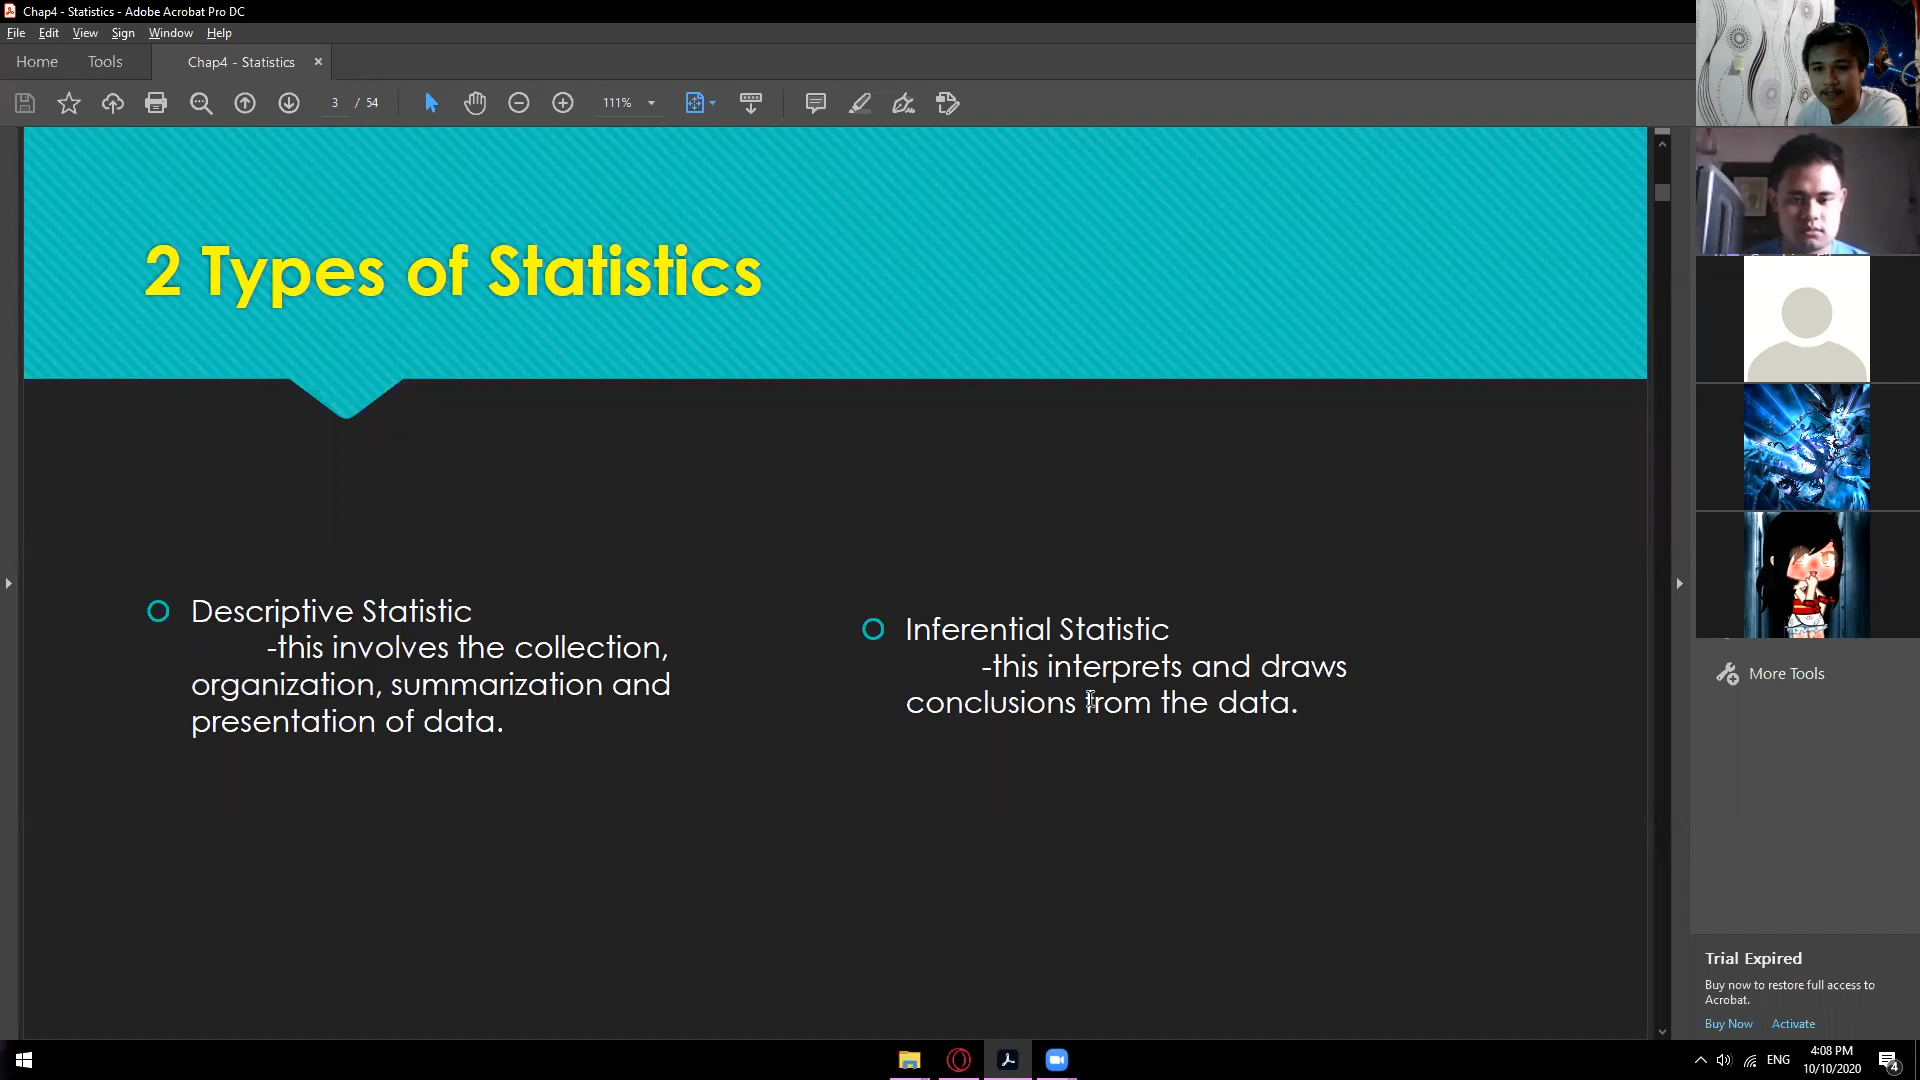 Chap4 - Statistics - Adobe Acrobat Pro DC
File Edit View Sign Window Help
Home Tools Chap4 - Statistics ×
3 / 54 111%
2 Types of Statistics
Descriptive Statistic
-this involves the collection,
organization, summarization and
presentation of data.
Inferential Statistic
-this interprets and draws
conclusions from the data.
More Tools
Trial Expired
Buy now to restore full access to
Acrobat.
Buy Now Activate
ENG
4:08 PM
10/10/2020
4